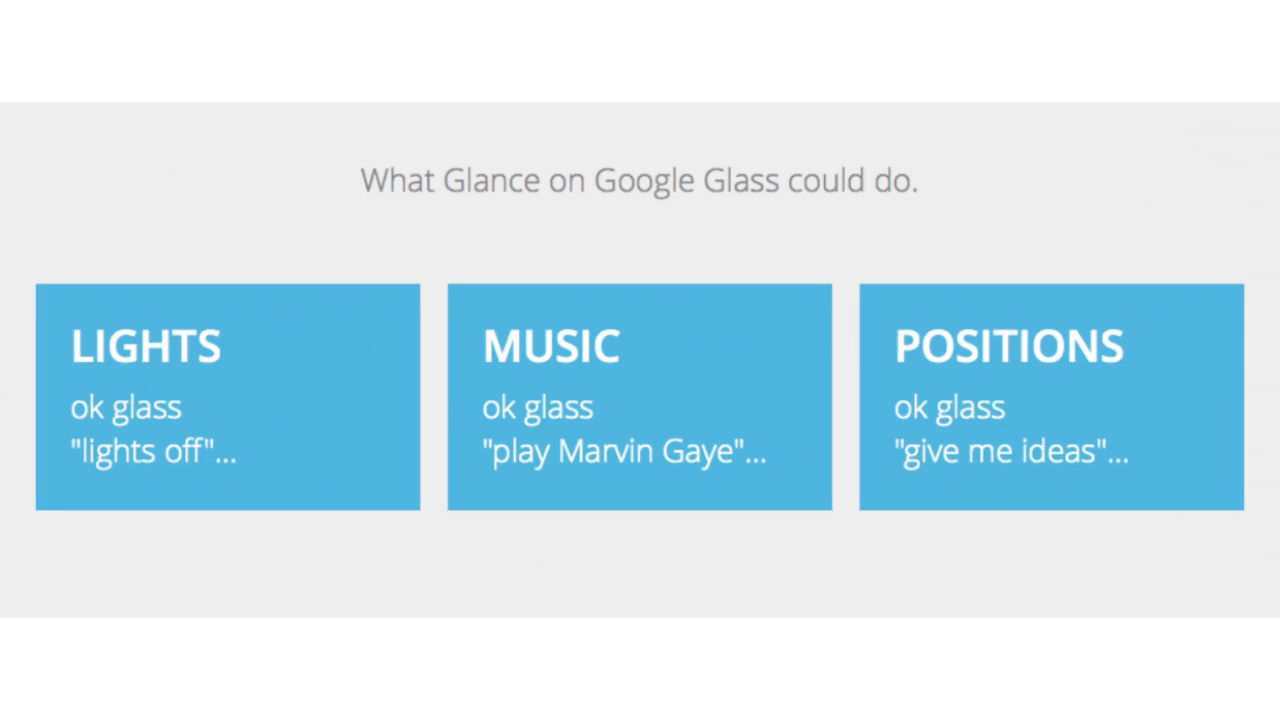 What Glance on Google Glass could do.
LIGHTS
ok glass
"lights off"...
MUSIC
ok glass
"play Marvin Gaye"...
POSITIONS
ok glass
"give me ideas"...